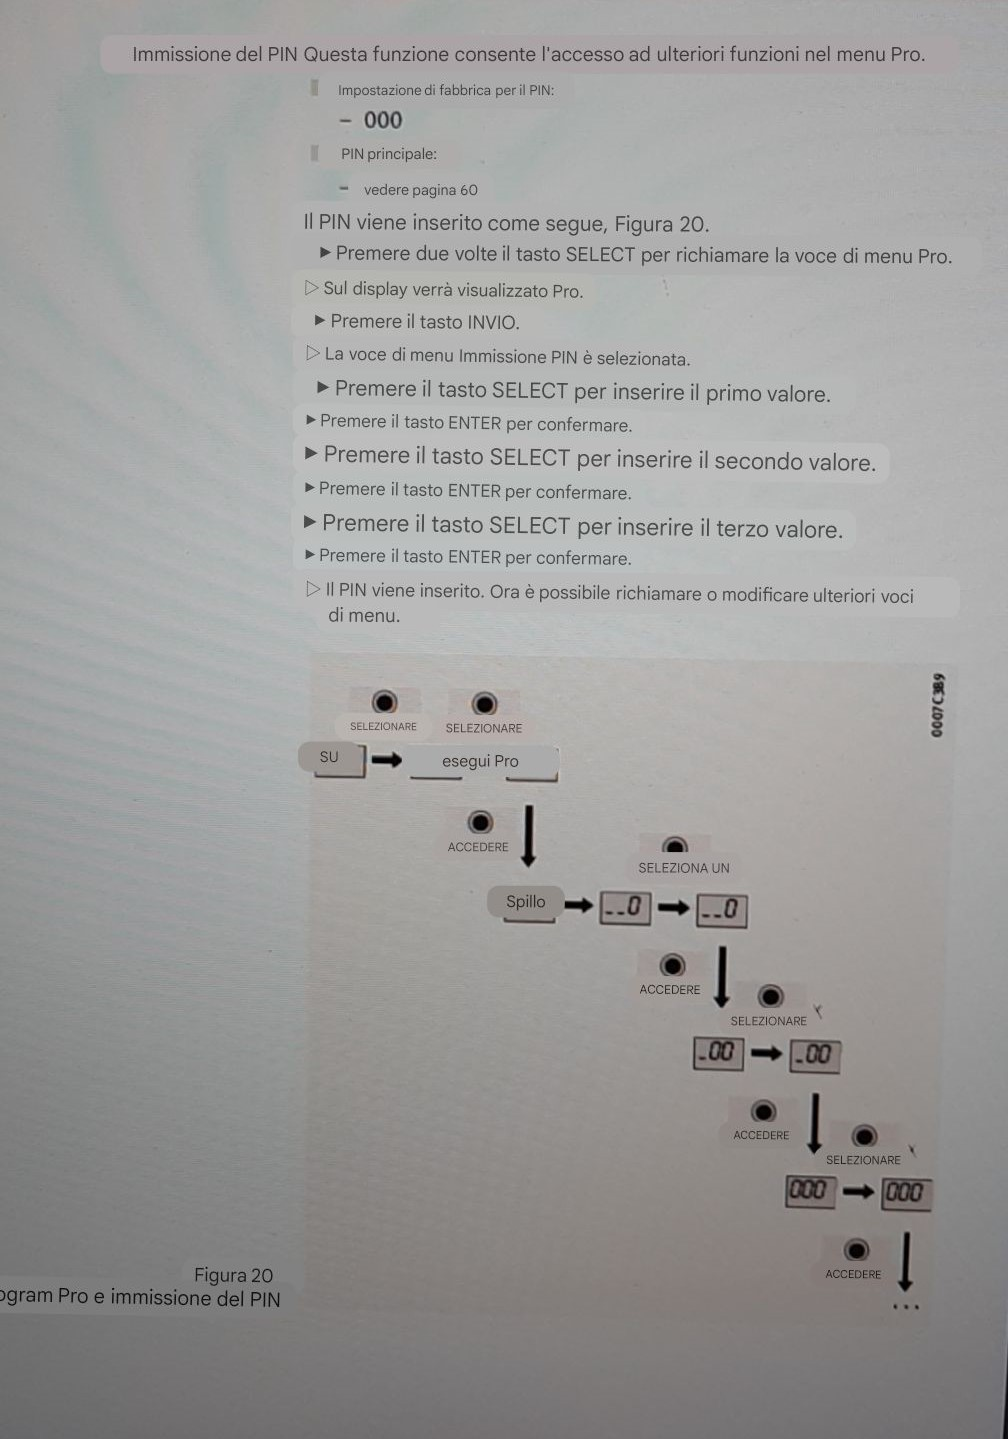 Immissione del PIN Questa funzione consente l'accesso ad ulteriori funzioni nel menu Pro.
Impostazione di fabbrica per il PIN:
– 000
PIN principale:
– vedere pagina 60
Il PIN viene inserito come segue, Figura 20.
▶ Premere due volte il tasto SELECT per richiamare la voce di menu Pro.
▷ Sul display verrà visualizzato Pro.
▶ Premere il tasto INVIO.
▷ La voce di menu Immissione PIN è selezionata.
▶ Premere il tasto SELECT per inserire il primo valore.
▶ Premere il tasto ENTER per confermare.
▶ Premere il tasto SELECT per inserire il secondo valore.
▶ Premere il tasto ENTER per confermare.
▶ Premere il tasto SELECT per inserire il terzo valore.
▶ Premere il tasto ENTER per confermare.
▷ Il PIN viene inserito. Ora è possibile richiamare o modificare ulteriori voci
di menu.
0007C3B9
SELEZIONARE SELEZIONARE
SU esegui Pro
ACCEDERE
SELEZIONA UN
Spillo _ _0 _ _0
ACCEDERE
SELEZIONARE
_00 _00
ACCEDERE
SELEZIONARE
000 000
ACCEDERE
...
Figura 20
ogram Pro e immissione del PIN